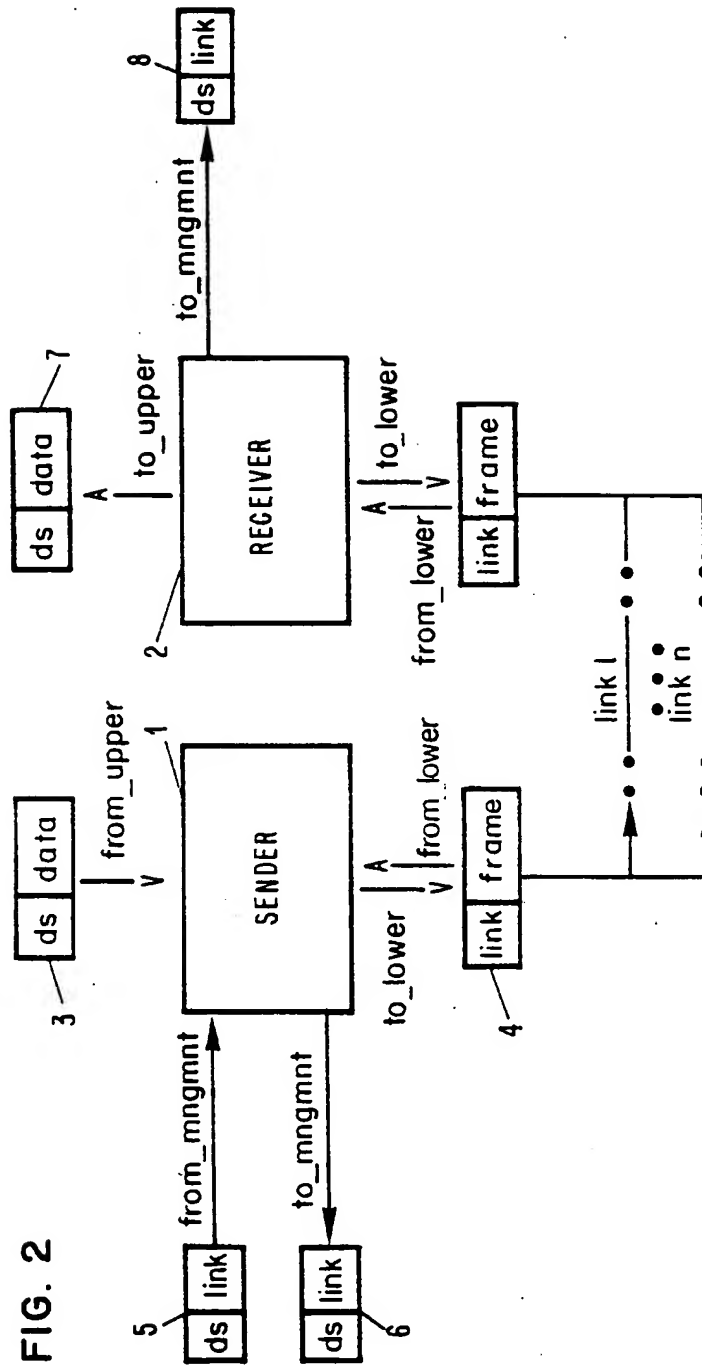 FIG. 2
3
ds data
from_upper
7
ds data
to_upper
5
ds link
from_mngmnt
1
SENDER
2
RECEIVER
to_mngmnt
8
ds link
6
ds link
to_mngmnt
to_lower
from_lower
from_lower
to_lower
4
link frame
link frame
link l
link n